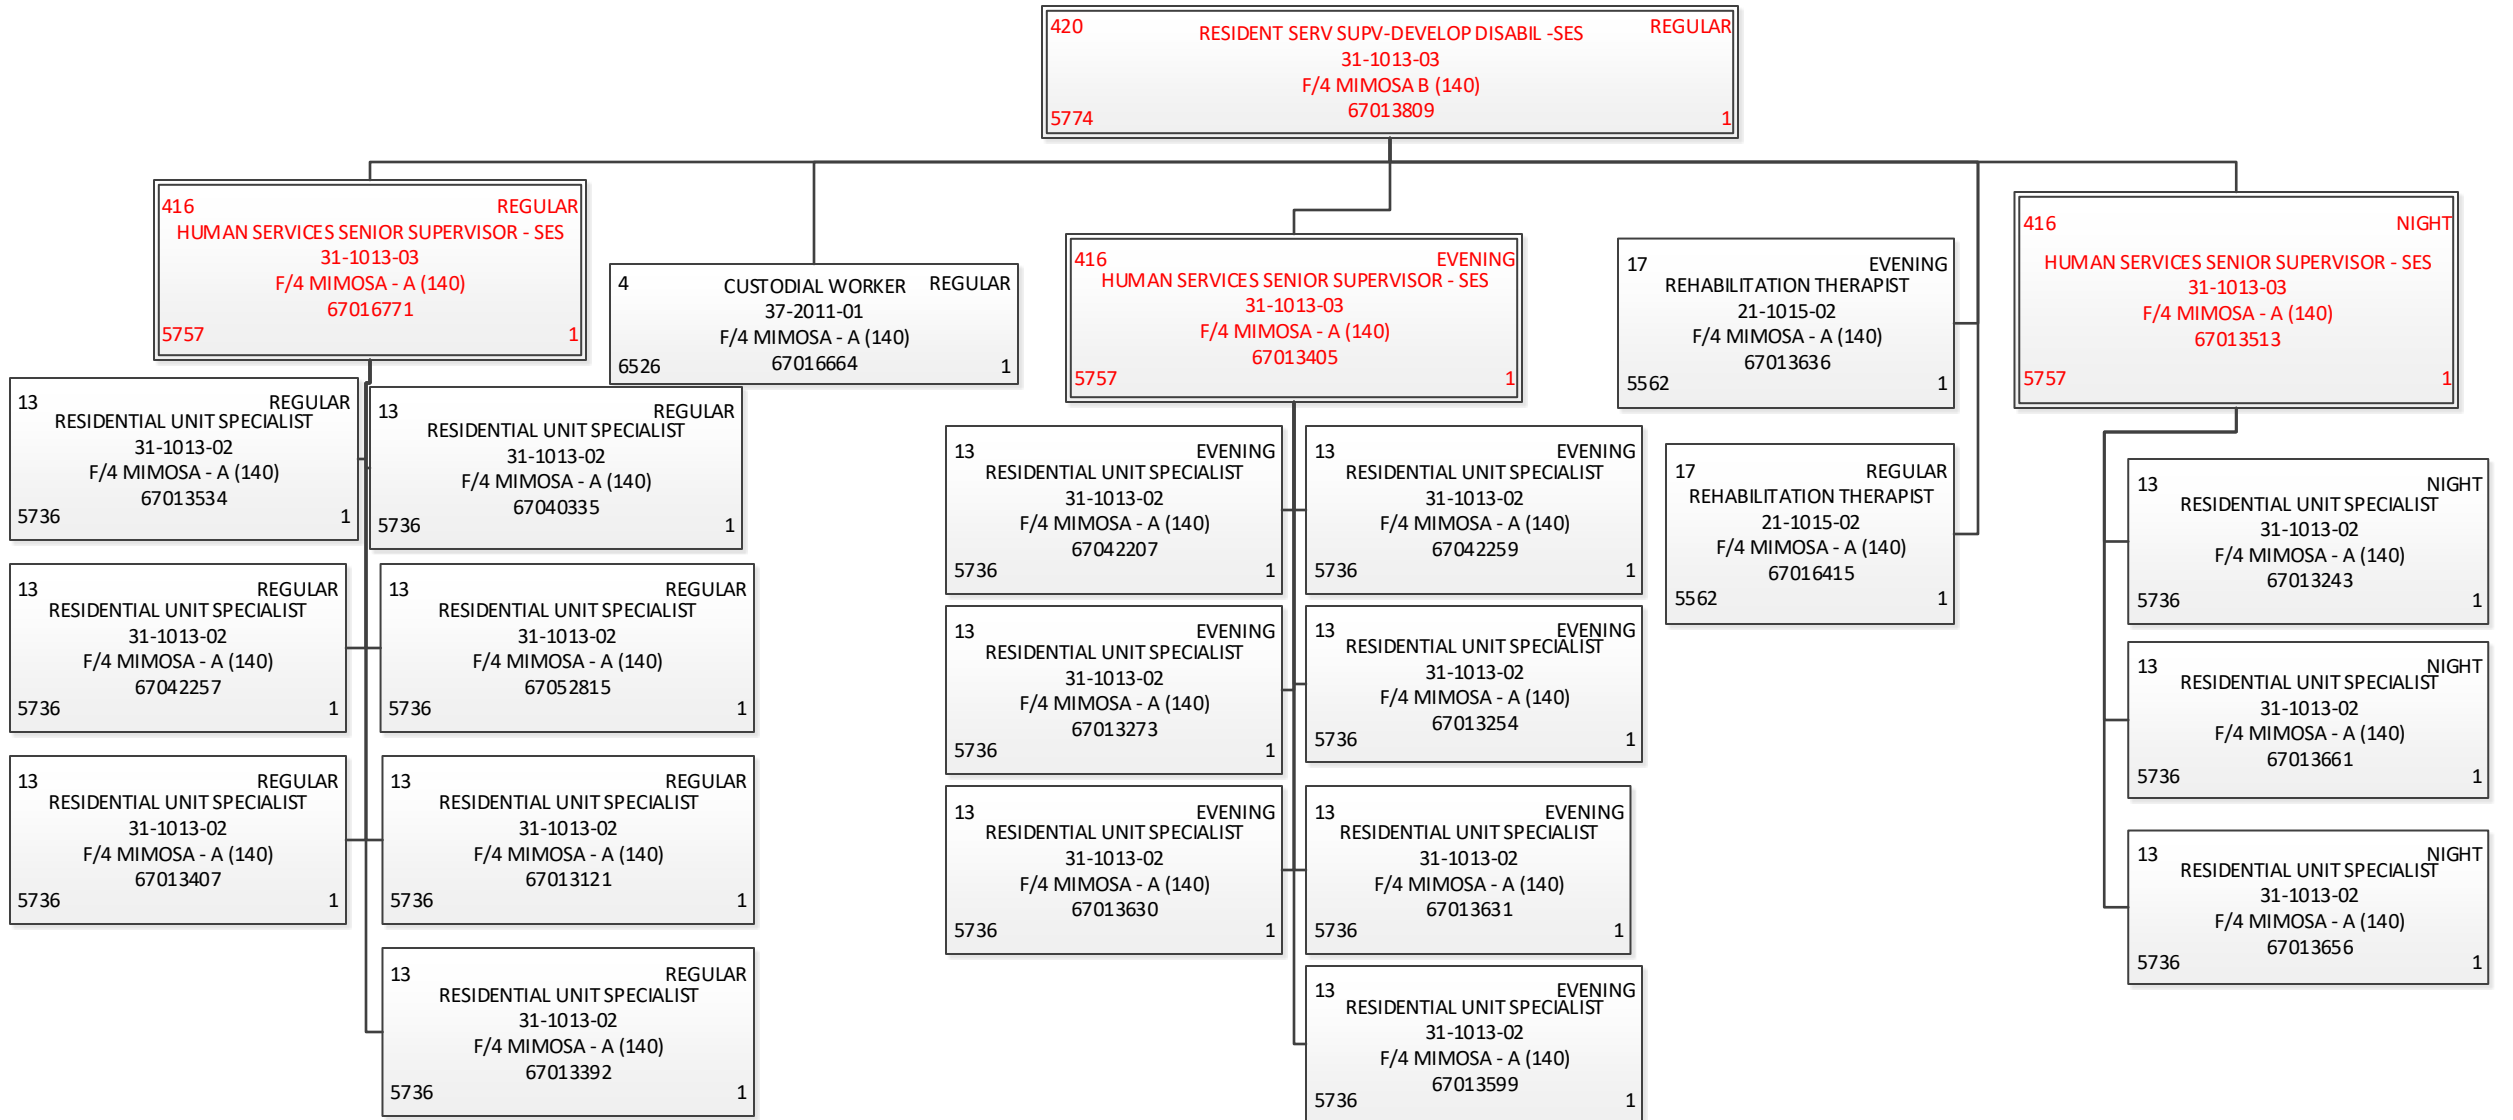 420 RESIDENT SERV SUPV-DEVELOP DISABIL -SES REGULAR
31-1013-03
F/4 MIMOSA B (140)
67013809
5774 1
416 REGULAR
HUMAN SERVICES SENIOR SUPERVISOR - SES
31-1013-03
F/4 MIMOSA - A (140)
67016771
5757 1
4 CUSTODIAL WORKER REGULAR
37-2011-01
F/4 MIMOSA - A (140)
67016664
6526 1
416 EVENING
HUMAN SERVICES SENIOR SUPERVISOR - SES
31-1013-03
F/4 MIMOSA - A (140)
67013405
5757 1
17 EVENING
REHABILITATION THERAPIST
21-1015-02
F/4 MIMOSA - A (140)
67013636
5562 1
17 REGULAR
REHABILITATION THERAPIST
21-1015-02
F/4 MIMOSA - A (140)
67016415
5562 1
416 NIGHT
HUMAN SERVICES SENIOR SUPERVISOR - SES
31-1013-03
F/4 MIMOSA - A (140)
67013513
5757 1
13 REGULAR
RESIDENTIAL UNIT SPECIALIST
31-1013-02
F/4 MIMOSA - A (140)
67013534
5736 1
13 REGULAR
RESIDENTIAL UNIT SPECIALIST
31-1013-02
F/4 MIMOSA - A (140)
67040335
5736 1
13 REGULAR
RESIDENTIAL UNIT SPECIALIST
31-1013-02
F/4 MIMOSA - A (140)
67042257
5736 1
13 REGULAR
RESIDENTIAL UNIT SPECIALIST
31-1013-02
F/4 MIMOSA - A (140)
67052815
5736 1
13 REGULAR
RESIDENTIAL UNIT SPECIALIST
31-1013-02
F/4 MIMOSA - A (140)
67013407
5736 1
13 REGULAR
RESIDENTIAL UNIT SPECIALIST
31-1013-02
F/4 MIMOSA - A (140)
67013121
5736 1
13 REGULAR
RESIDENTIAL UNIT SPECIALIST
31-1013-02
F/4 MIMOSA - A (140)
67013392
5736 1
13 EVENING
RESIDENTIAL UNIT SPECIALIST
31-1013-02
F/4 MIMOSA - A (140)
67042207
5736 1
13 EVENING
RESIDENTIAL UNIT SPECIALIST
31-1013-02
F/4 MIMOSA - A (140)
67042259
5736 1
13 EVENING
RESIDENTIAL UNIT SPECIALIST
31-1013-02
F/4 MIMOSA - A (140)
67013273
5736 1
13 EVENING
RESIDENTIAL UNIT SPECIALIST
31-1013-02
F/4 MIMOSA - A (140)
67013254
5736 1
13 EVENING
RESIDENTIAL UNIT SPECIALIST
31-1013-02
F/4 MIMOSA - A (140)
67013630
5736 1
13 EVENING
RESIDENTIAL UNIT SPECIALIST
31-1013-02
F/4 MIMOSA - A (140)
67013631
5736 1
13 EVENING
RESIDENTIAL UNIT SPECIALIST
31-1013-02
F/4 MIMOSA - A (140)
67013599
5736 1
13 NIGHT
RESIDENTIAL UNIT SPECIALIST
31-1013-02
F/4 MIMOSA - A (140)
67013243
5736 1
13 NIGHT
RESIDENTIAL UNIT SPECIALIST
31-1013-02
F/4 MIMOSA - A (140)
67013661
5736 1
13 NIGHT
RESIDENTIAL UNIT SPECIALIST
31-1013-02
F/4 MIMOSA - A (140)
67013656
5736 1